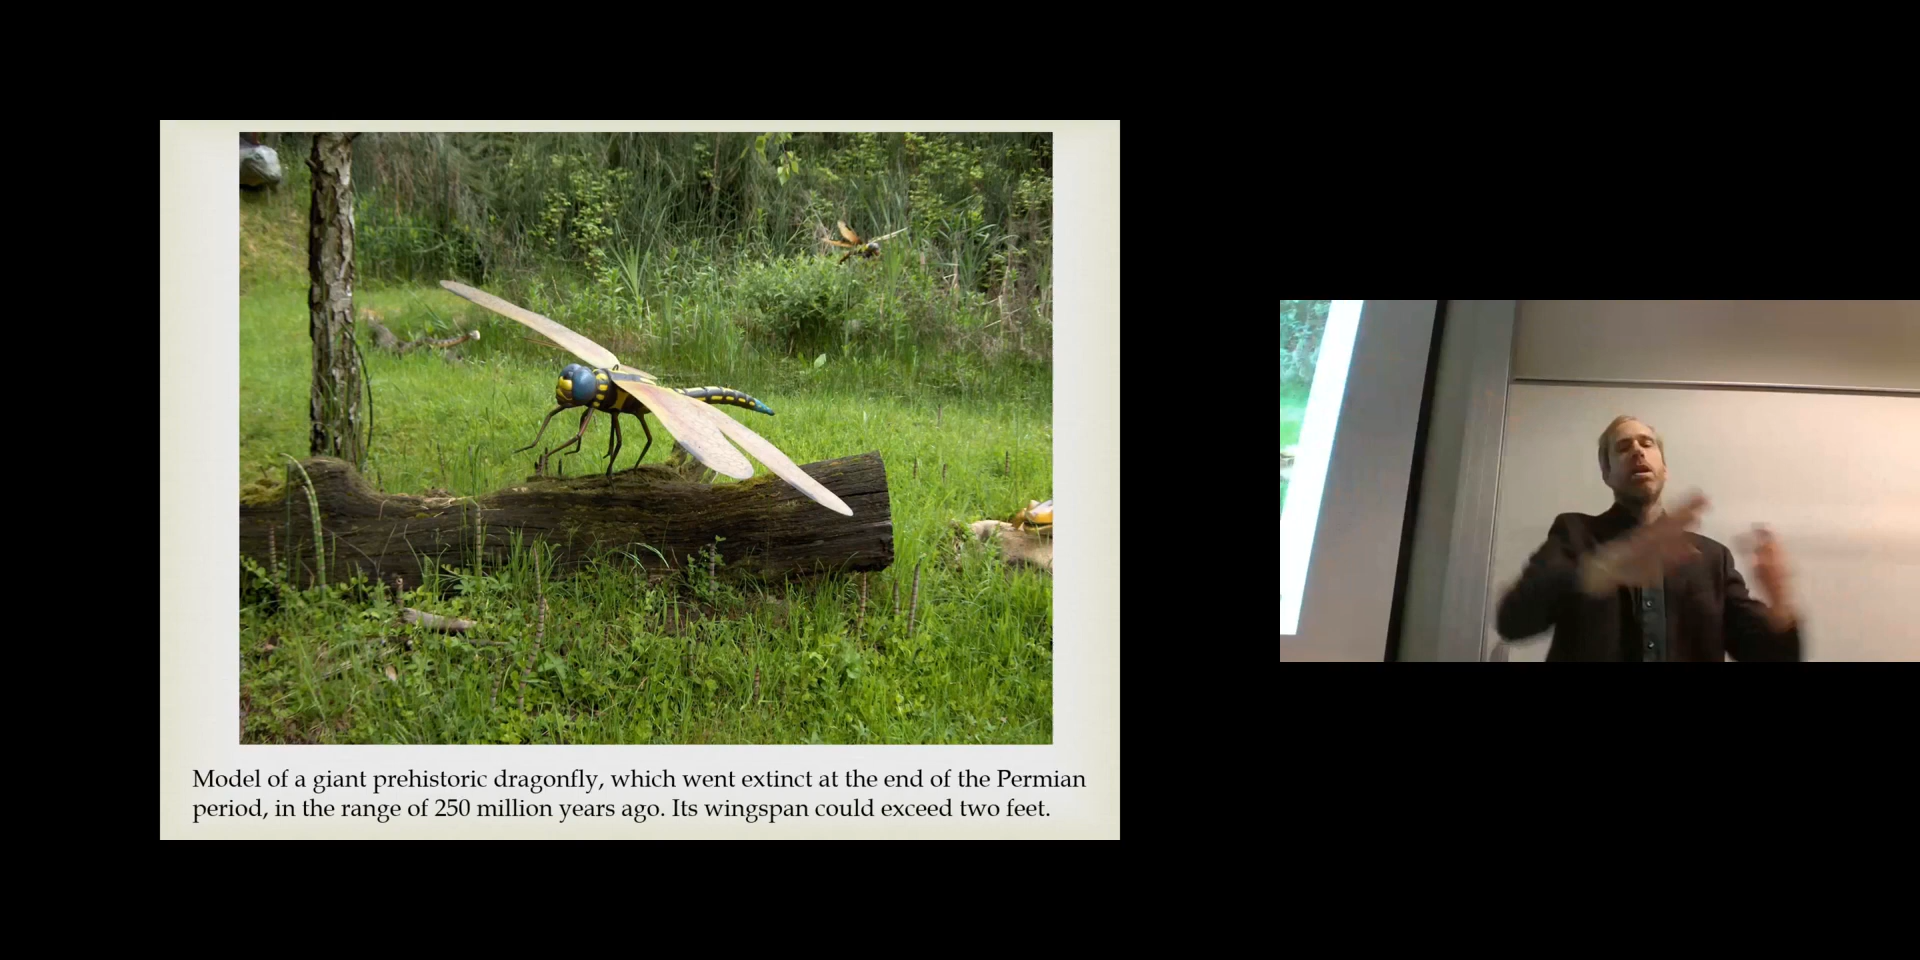 Model of a giant prehistoric dragonfly, which went extinct at the end of the Permian
period, in the range of 250 million years ago. Its wingspan could exceed two feet.